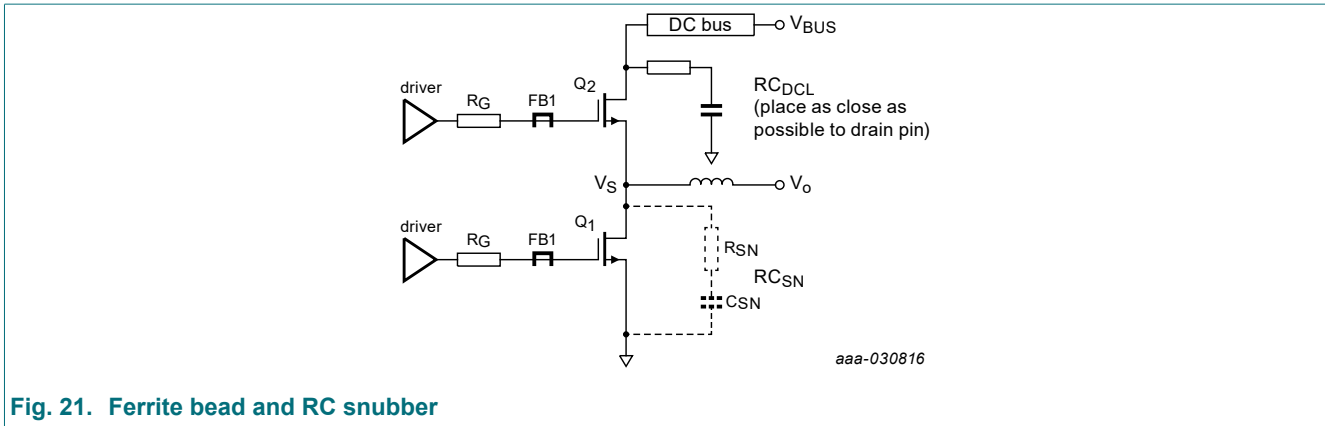 DC bus
VBUS
driver
RG
FB1
Q2
RCDCL
(place as close as
possible to drain pin)
VS
Vo
driver
RG
FB1
Q1
RSN
RCSN
CSN
aaa-030816
Fig. 21. Ferrite bead and RC snubber